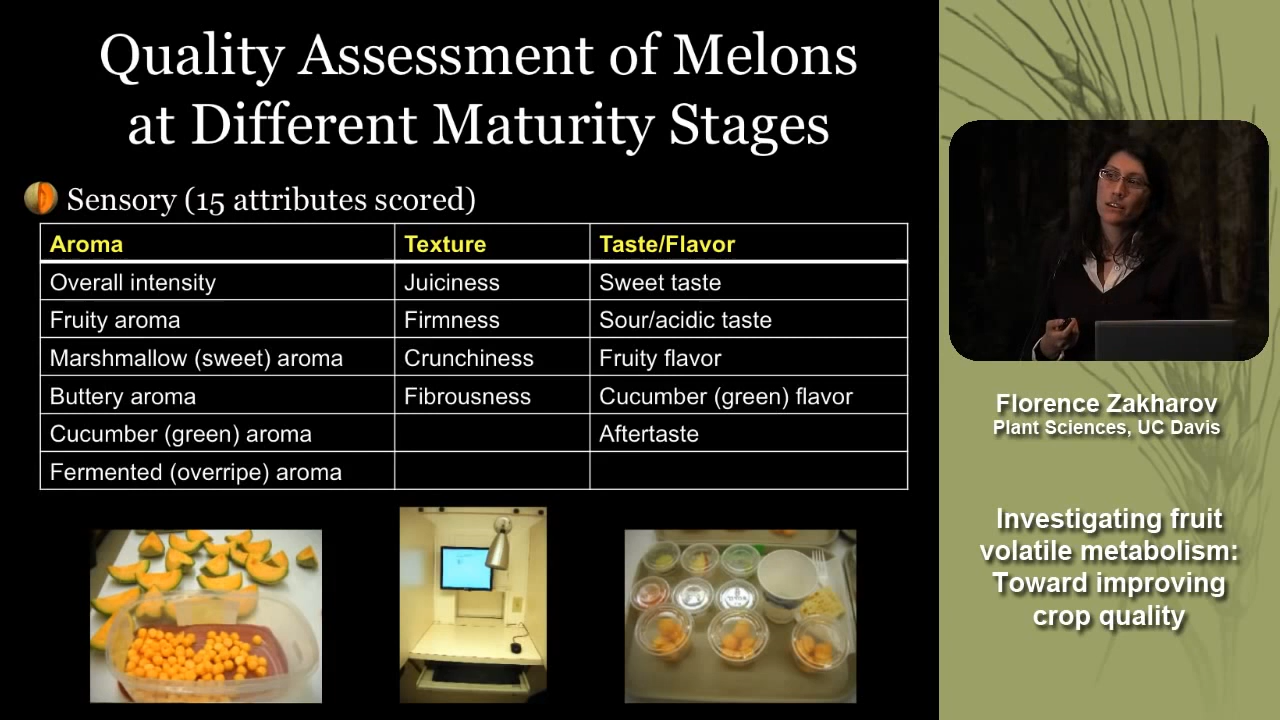 Quality Assessment of Melons
at Different Maturity Stages
Sensory (15 attributes scored)
Aroma Texture Taste/Flavor
Overall intensity Juiciness Sweet taste
Fruity aroma Firmness Sour/acidic taste
Marshmallow (sweet) aroma Crunchiness Fruity flavor
Buttery aroma Fibrousness Cucumber (green) flavor
Cucumber (green) aroma Aftertaste
Fermented (overripe) aroma
Florence Zakharov
Plant Sciences, UC Davis
Investigating fruit
volatile metabolism:
Toward improving
crop quality